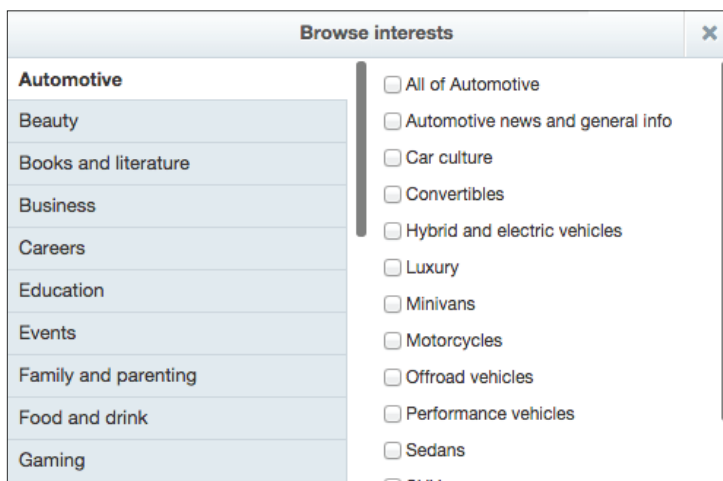 Browse interests
Automotive
Beauty
Books and literature
Business
Careers
Education
Events
Family and parenting
Food and drink
Gaming
All of Automotive
Automotive news and general info
Car culture
Convertibles
Hybrid and electric vehicles
Luxury
Minivans
Motorcycles
Offroad vehicles
Performance vehicles
Sedans